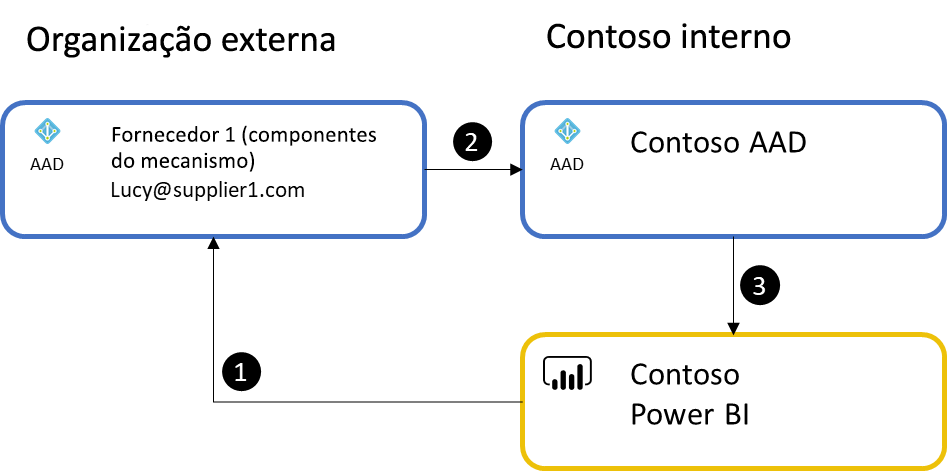 Organização externa
Contoso interno
AAD
Fornecedor 1 (componentes
do mecanismo)
Lucy@supplier1.com
2
AAD
Contoso AAD
3
1
Contoso
Power BI